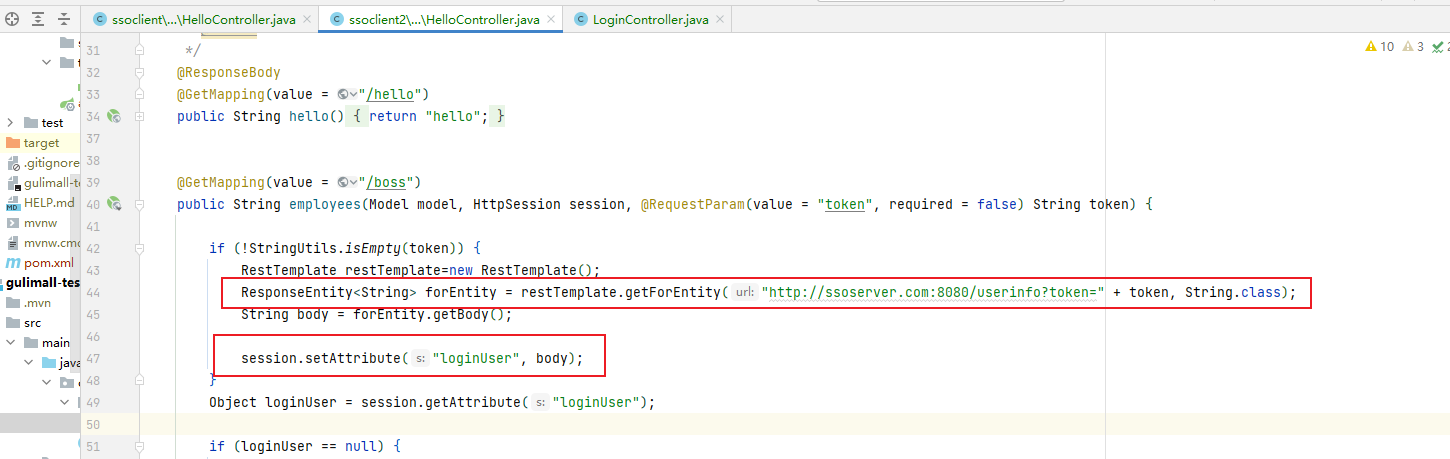 ssoclient\...\HelloController.java
ssoclient2\...\HelloController.java
LoginController.java
10
3
test
target
.gitignore
gulimall-te
HELP.md
mvnw
mvnw.cmd
pom.xml
gulimall-tes
.mvn
src
main
java
31 */
32 @ResponseBody
33 @GetMapping(value = "/hello")
34 public String hello() { return "hello"; }
37
38
39 @GetMapping(value = "/boss")
40 public String employees(Model model, HttpSession session, @RequestParam(value = "token", required = false) String token) {
41
42 if (!StringUtils.isEmpty(token)) {
43 RestTemplate restTemplate=new RestTemplate();
44 ResponseEntity<String> forEntity = restTemplate.getForEntity( url: "http://ssoserver.com:8080/userinfo?token=" + token, String.class);
45 String body = forEntity.getBody();
46
47 session.setAttribute( s: "loginUser", body);
48 }
49 Object loginUser = session.getAttribute( s: "loginUser");
50
51 if (loginUser == null) {